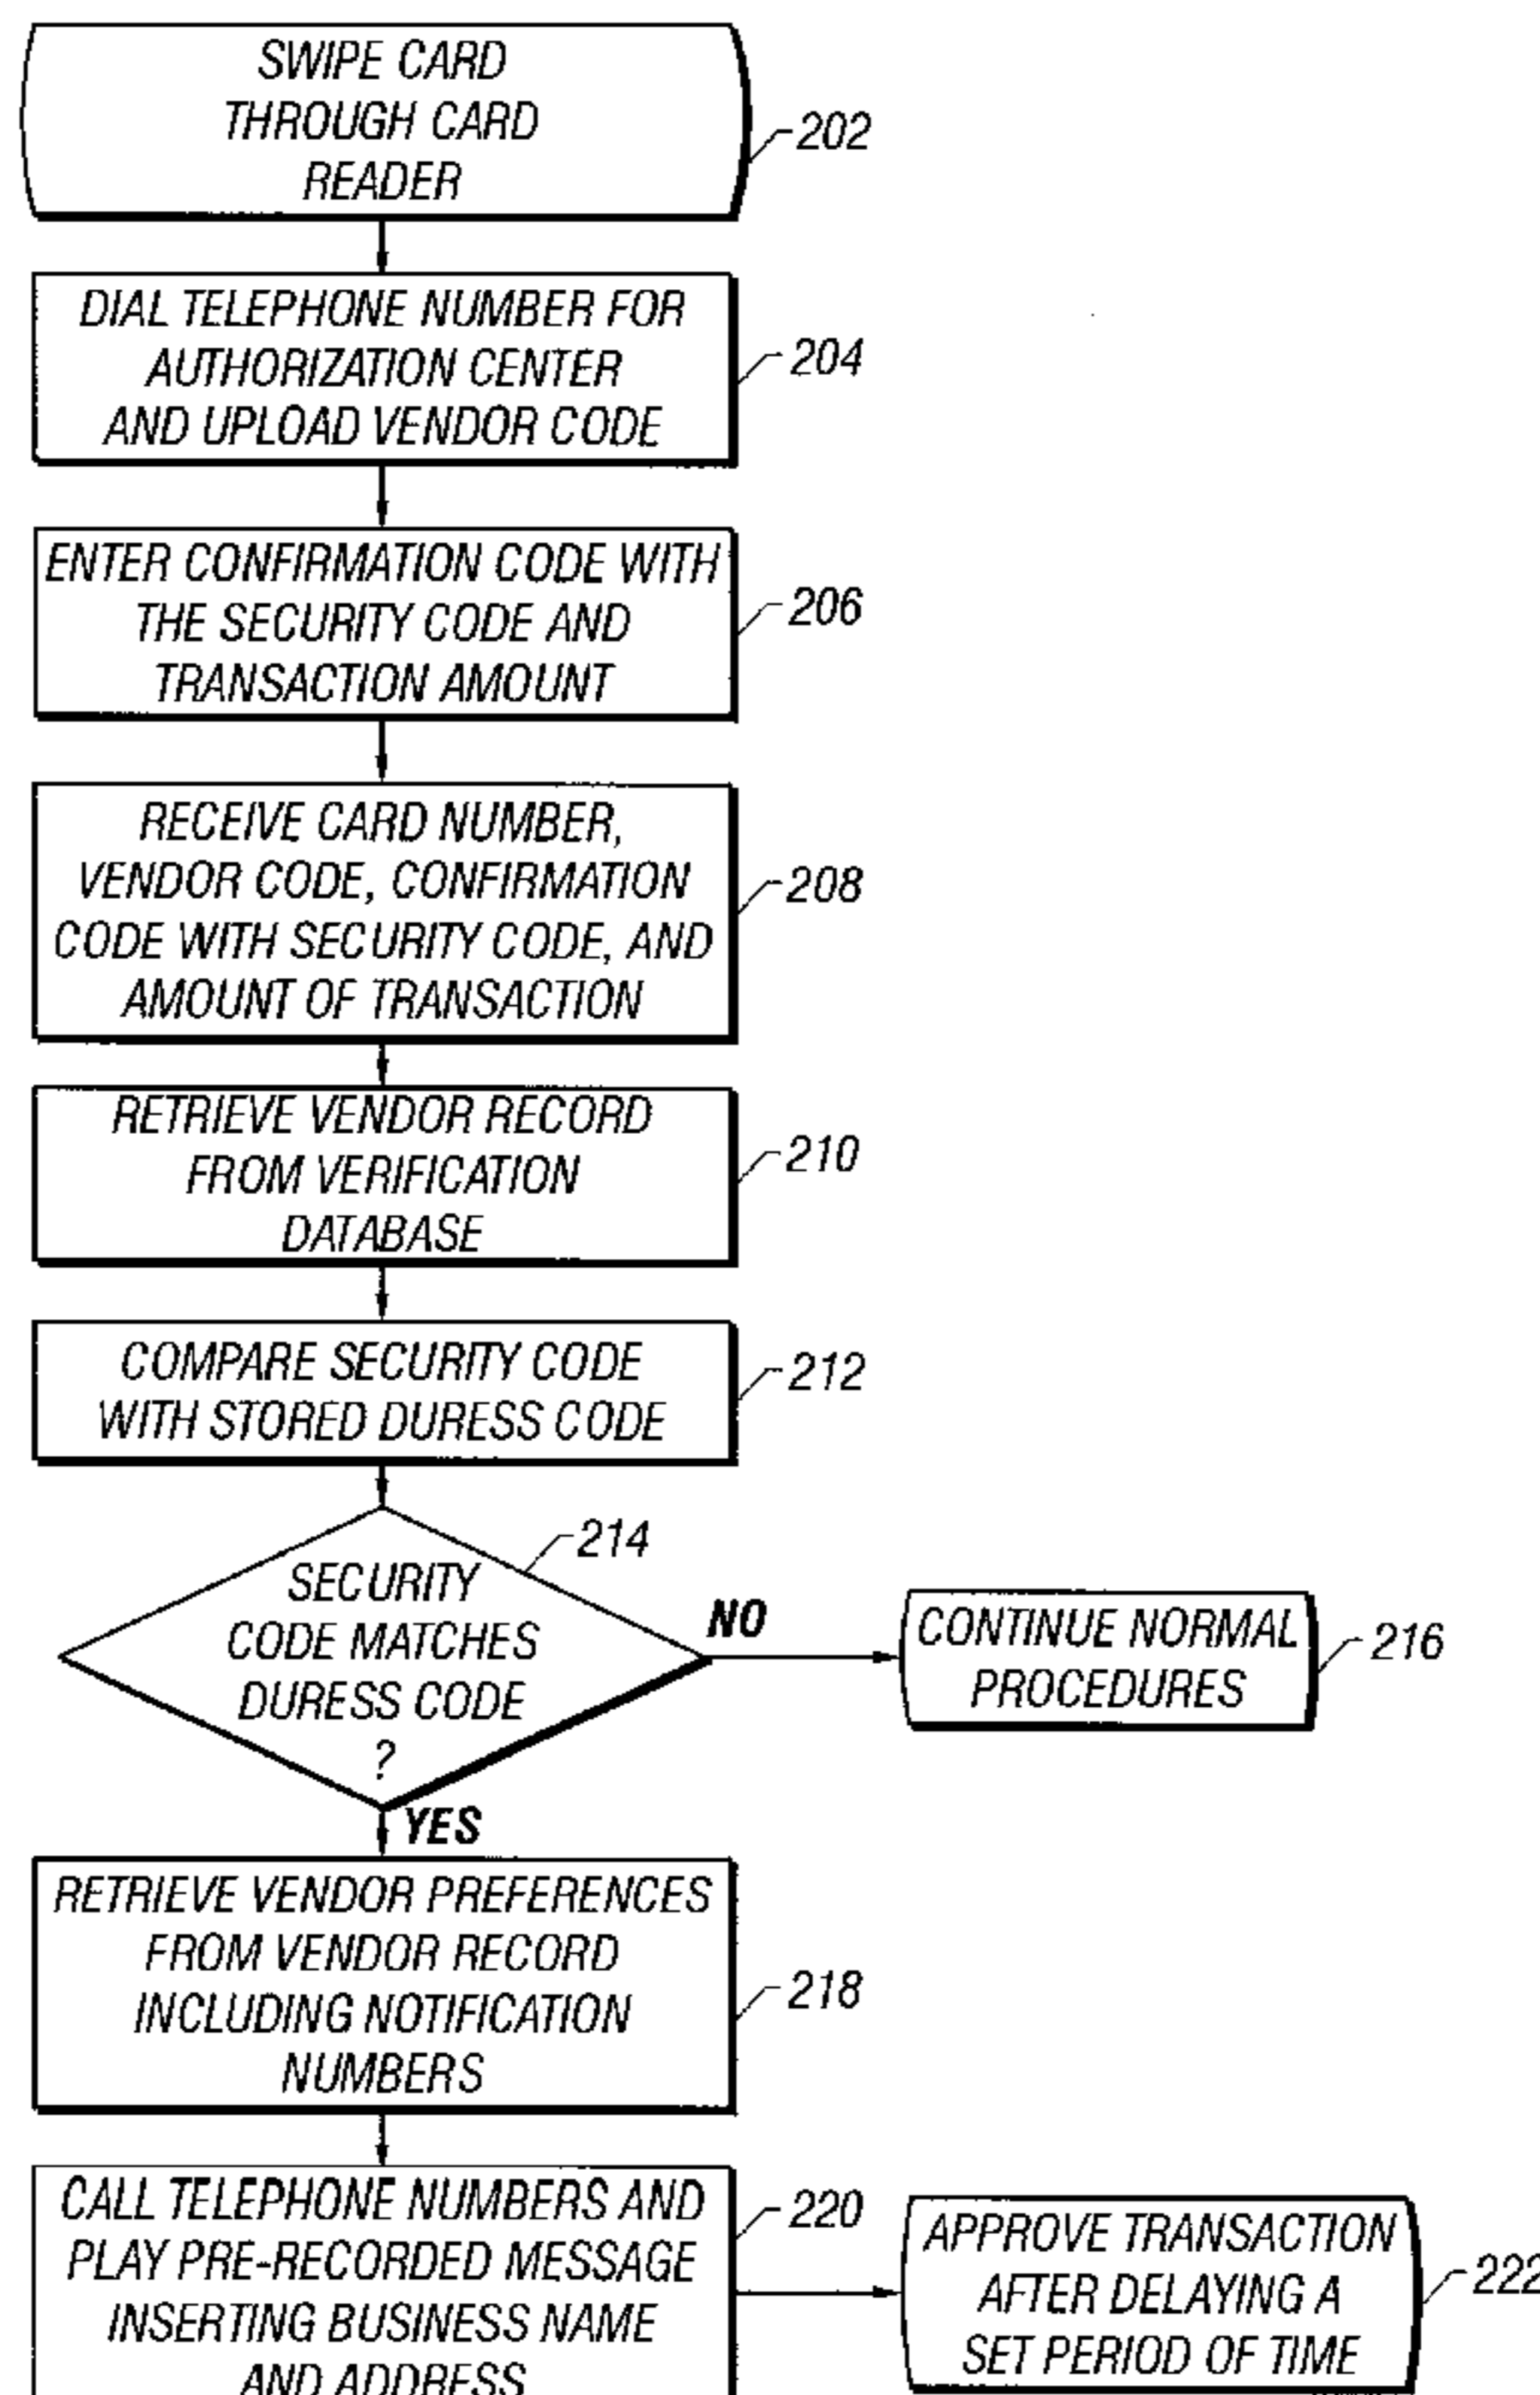 SWIPE CARD
THROUGH CARD
READER
202
DIAL TELEPHONE NUMBER FOR
AUTHORIZATION CENTER
AND UPLOAD VENDOR CODE
204
ENTER CONFIRMATION CODE WITH
THE SECURITY CODE AND
TRANSACTION AMOUNT
206
RECEIVE CARD NUMBER,
VENDOR CODE, CONFIRMATION
CODE WITH SECURITY CODE, AND
AMOUNT OF TRANSACTION
208
RETRIEVE VENDOR RECORD
FROM VERIFICATION
DATABASE
210
COMPARE SECURITY CODE
WITH STORED DURESS CODE
212
SECURITY
CODE MATCHES
DURESS CODE
?
214
NO
CONTINUE NORMAL
PROCEDURES
216
YES
RETRIEVE VENDOR PREFERENCES
FROM VENDOR RECORD
INCLUDING NOTIFICATION
NUMBERS
218
CALL TELEPHONE NUMBERS AND
PLAY PRE-RECORDED MESSAGE
INSERTING BUSINESS NAME
AND ADDRESS
220
APPROVE TRANSACTION
AFTER DELAYING A
SET PERIOD OF TIME
222